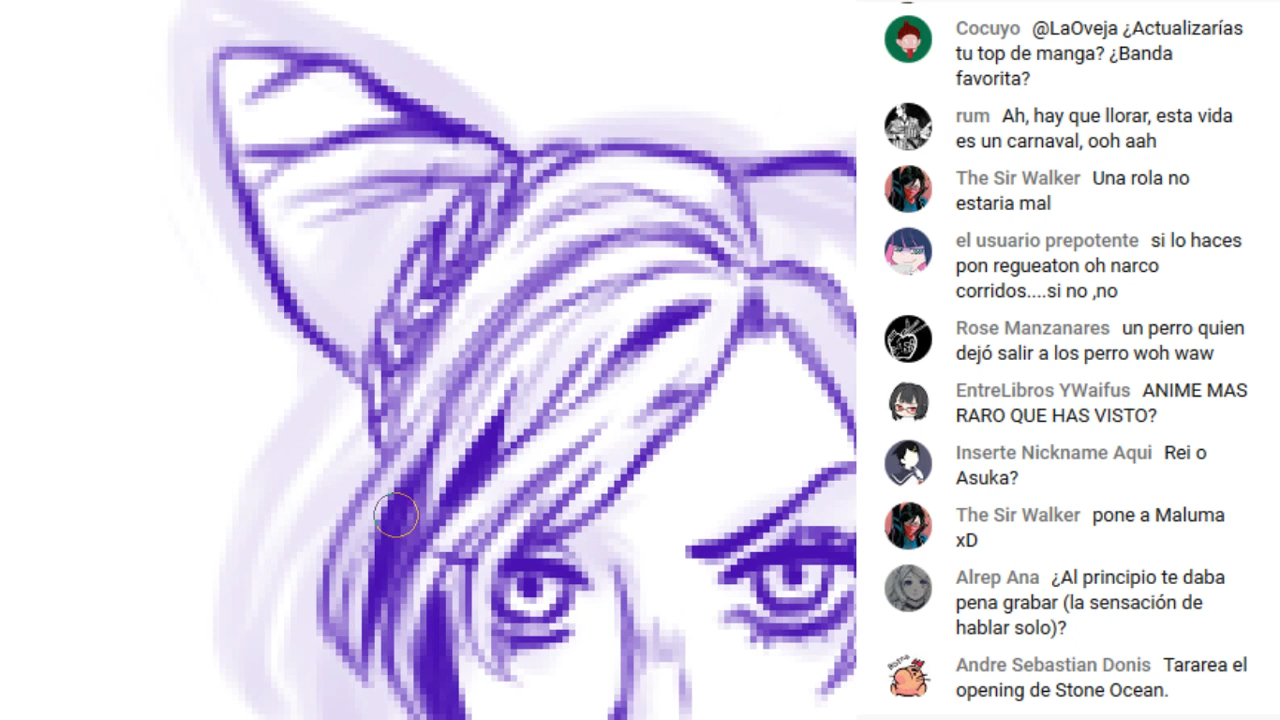 Cocuyo @LaOveja ¿Actualizarías
tu top de manga? ¿Banda
favorita?
rum Ah, hay que llorar, esta vida
es un carnaval, ooh aah
The Sir Walker Una rola no
estaria mal
el usuario prepotente si lo haces
pon regueaton oh narco
corridos....si no ,no
Rose Manzanares un perro quien
dejó salir a los perro woh waw
EntreLibros YWaifus ANIME MAS
RARO QUE HAS VISTO?
Inserte Nickname Aqui Rei o
Asuka?
The Sir Walker pone a Maluma
xD
Alrep Ana ¿Al principio te daba
pena grabar (la sensación de
hablar solo)?
Andre Sebastian Donis Tararea el
opening de Stone Ocean.